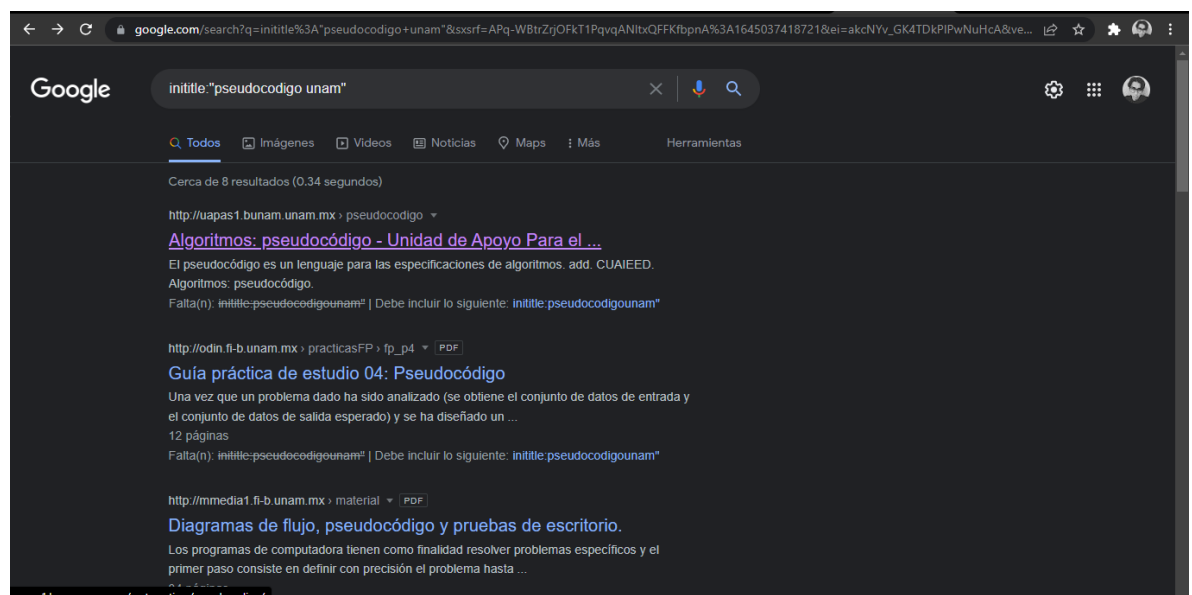 google.com/search?q=inititle%3A"pseudocodigo+unam"&sxsrf=APq-WBtrZrjOFkT1PqvqANItxQFFKfbpnA%3A1645037418721&ei=akcNYv_GK4TDkPIPwNuHcA&ve...
Google
inititle:"pseudocodigo unam"
Todos Imágenes Videos Noticias Maps Más Herramientas
Cerca de 8 resultados (0.34 segundos)
http://uapas1.bunam.unam.mx › pseudocodigo
Algoritmos: pseudocódigo - Unidad de Apoyo Para el ...
El pseudocódigo es un lenguaje para las especificaciones de algoritmos. add. CUAIEED.
Algoritmos: pseudocódigo.
Falta(n): inititle:pseudocodigounam" | Debe incluir lo siguiente: inititle:pseudocodigounam"
http://odin.fi-b.unam.mx › practicasFP › fp_p4 PDF
Guía práctica de estudio 04: Pseudocódigo
Una vez que un problema dado ha sido analizado (se obtiene el conjunto de datos de entrada y
el conjunto de datos de salida esperado) y se ha diseñado un ...
12 páginas
Falta(n): inititle:pseudocodigounam" | Debe incluir lo siguiente: inititle:pseudocodigounam"
http://mmedia1.fi-b.unam.mx › material PDF
Diagramas de flujo, pseudocódigo y pruebas de escritorio.
Los programas de computadora tienen como finalidad resolver problemas específicos y el
primer paso consiste en definir con precisión el problema hasta ...